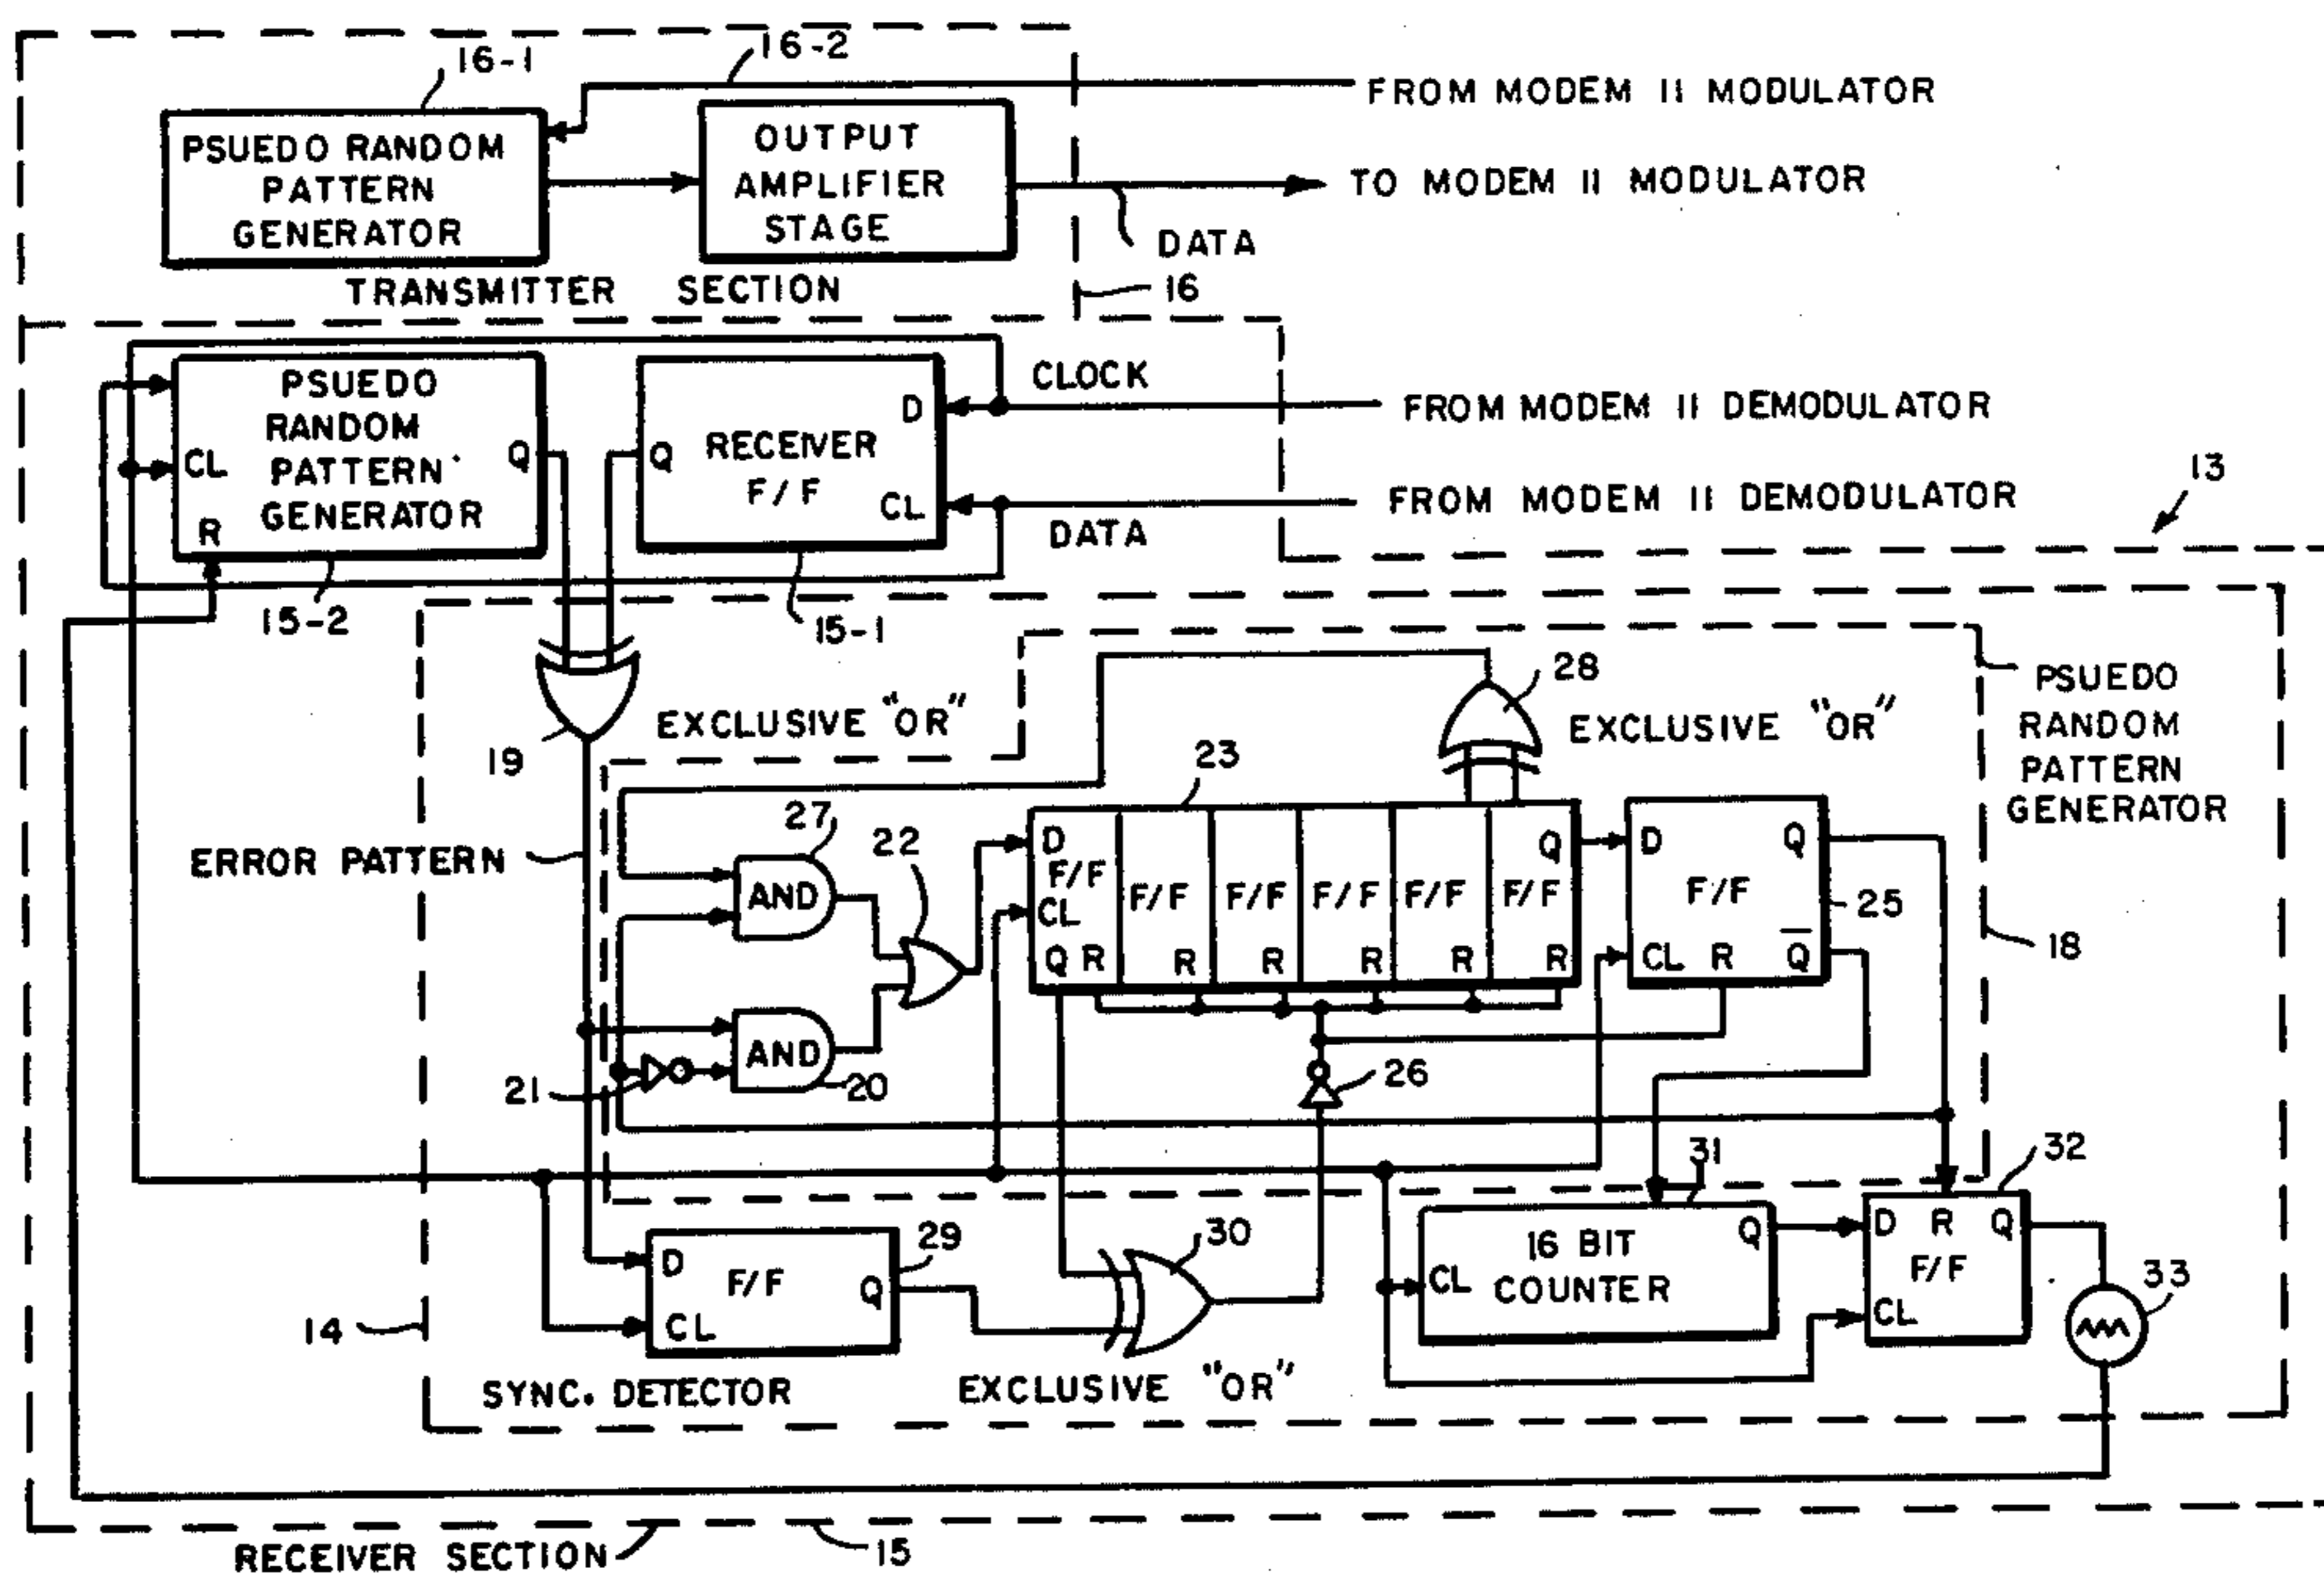 16-1
16-2
FROM MODEM 11 MODULATOR
PSUEDO RANDOM
PATTERN
GENERATOR
OUTPUT
AMPLIFIER
STAGE
TO MODEM 11 MODULATOR
DATA
TRANSMITTER SECTION
16
PSUEDO
RANDOM
PATTERN
GENERATOR
CL
R
Q
Q
RECEIVER
F/F
D
CL
CLOCK
FROM MODEM 11 DEMODULATOR
DATA
FROM MODEM 11 DEMODULATOR
13
15-2
15-1
19
EXCLUSIVE "OR"
28
EXCLUSIVE "OR"
PSUEDO
RANDOM
PATTERN
GENERATOR
23
27
22
ERROR PATTERN
AND
D
F/F
CL
Q R
F/F
R
F/F
R
F/F
R
F/F
R
Q
F/F
R
D
Q
F/F
CL R Q̅
25
18
AND
21
20
26
31
32
29
D
F/F
Q
CL
30
16 BIT
COUNTER
Q
CL
D R Q
F/F
CL
33
14
SYNC. DETECTOR
EXCLUSIVE "OR"
RECEIVER SECTION
15